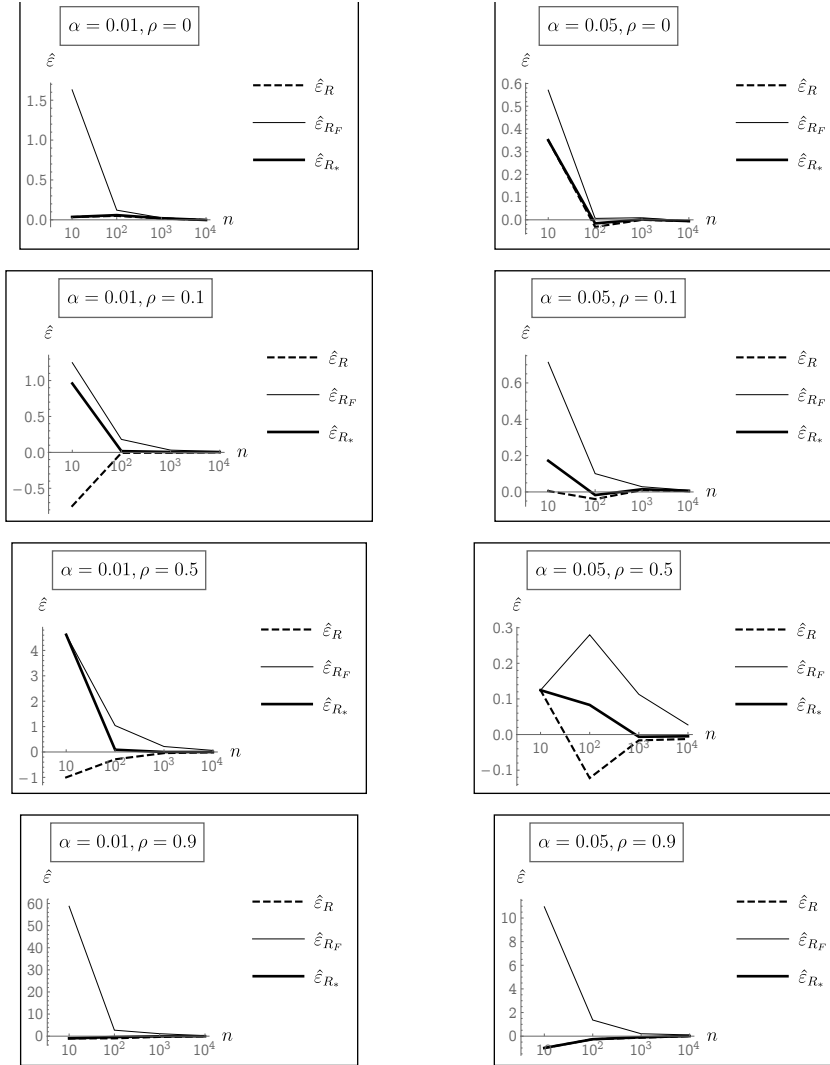 α = 0.01, ρ = 0
ε̂
1.5
1.0
0.5
0.0
10 10² 10³ 10⁴ n
ε̂_R
ε̂_{R_F}
ε̂_{R_*}
α = 0.05, ρ = 0
ε̂
0.6
0.5
0.4
0.3
0.2
0.1
0.0
10 10² 10³ 10⁴ n
ε̂_R
ε̂_{R_F}
ε̂_{R_*}
α = 0.01, ρ = 0.1
ε̂
1.0
0.5
0.0
−0.5
10 10² 10³ 10⁴ n
ε̂_R
ε̂_{R_F}
ε̂_{R_*}
α = 0.05, ρ = 0.1
ε̂
0.6
0.4
0.2
0.0
10 10² 10³ 10⁴ n
ε̂_R
ε̂_{R_F}
ε̂_{R_*}
α = 0.01, ρ = 0.5
ε̂
4
3
2
1
0
−1
10 10² 10³ 10⁴ n
ε̂_R
ε̂_{R_F}
ε̂_{R_*}
α = 0.05, ρ = 0.5
ε̂
0.3
0.2
0.1
0.0
−0.1
10 10² 10³ 10⁴ n
ε̂_R
ε̂_{R_F}
ε̂_{R_*}
α = 0.01, ρ = 0.9
ε̂
60
50
40
30
20
10
0
10 10² 10³ 10⁴ n
ε̂_R
ε̂_{R_F}
ε̂_{R_*}
α = 0.05, ρ = 0.9
ε̂
10
8
6
4
2
0
10 10² 10³ 10⁴ n
ε̂_R
ε̂_{R_F}
ε̂_{R_*}